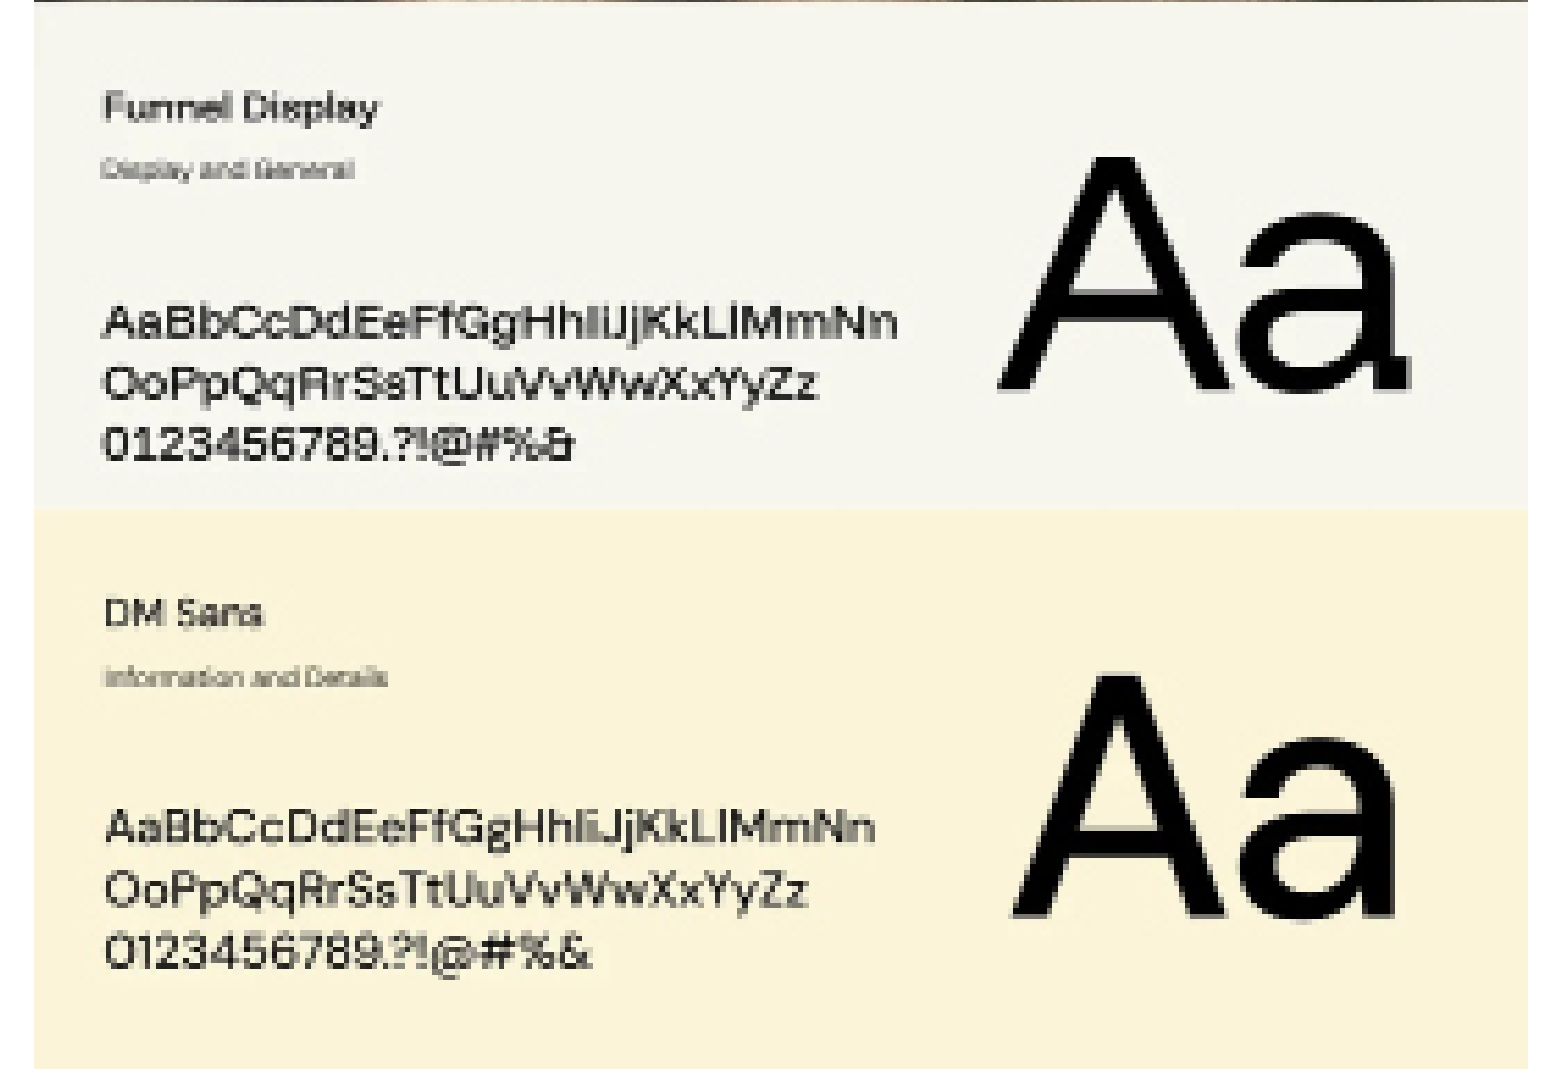 Funnel Display
Display and General
AaBbCcDdEeFfGgHhIiJjKkLlMmNn
OoPpQqRrSsTtUuVvWwXxYyZz
0123456789.?!@#%&
Aa
DM Sans
Information and Details
AaBbCcDdEeFfGgHhIiJjKkLlMmNn
OoPpQqRrSsTtUuVvWwXxYyZz
0123456789.?!@#%&
Aa